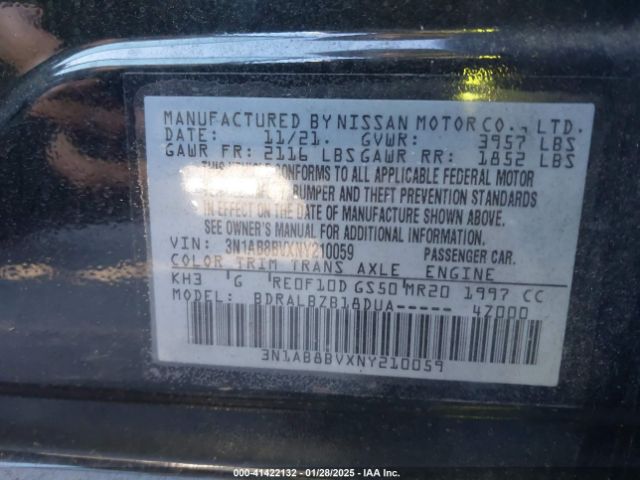 MANUFACTURED BY NISSAN MOTOR CO., LTD.
DATE: 11/21. GVWR: 3957 LBS
GAWR FR: 2116 LBS GAWR RR: 1852 LBS
THIS VEHICLE CONFORMS TO ALL APPLICABLE FEDERAL MOTOR
BUMPER AND THEFT PREVENTION STANDARDS
IN EFFECT ON THE DATE OF MANUFACTURE SHOWN ABOVE.
SEE OWNER'S MANUAL FOR ADDITIONAL INFORMATION.
VIN: 3N1AB8BVXNY210059 PASSENGER CAR.
COLOR TRIM TRANS AXLE ENGINE
KH3 'G 'RE0F10D GS50'MR20 1997 CC
BDRALBZB18DUA----- 4Z000
3N1AB8BVXNY210059
000-41422132 - 01/28/2025 - IAA Inc.